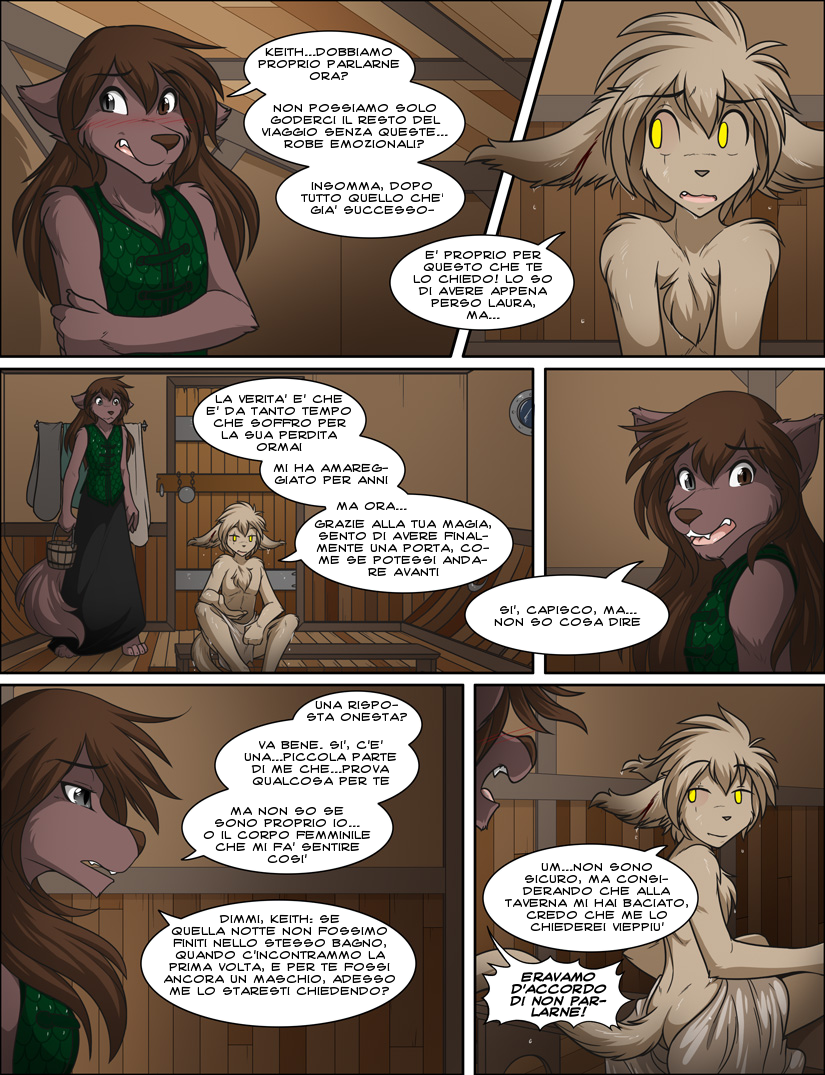 KEITH...DOBBIAMO
PROPRIO PARLARNE
ORA?
NON POSSIAMO SOLO
GODERCI IL RESTO DEL
VIAGGIO SENZA QUESTE...
ROBE EMOZIONALI?
INSOMMA, DOPO
TUTTO QUELLO CHE'
GIA' SUCCESSO-
E' PROPRIO PER
QUESTO CHE TE
LO CHIEDO! LO SO
DI AVERE APPENA
PERSO LAURA,
MA...
LA VERITA' E' CHE
E' DA TANTO TEMPO
CHE SOFFRO PER
LA SUA PERDITA
ORMAI
MI HA AMAREG-
GIATO PER ANNI
MA ORA...
GRAZIE ALLA TUA MAGIA,
SENTO DI AVERE FINAL-
MENTE UNA PORTA, CO-
ME SE POTESSI ANDA-
RE AVANTI
SI', CAPISCO, MA...
NON SO COSA DIRE
UNA RISPO-
STA ONESTA?
VA BENE. SI', C'E'
UNA...PICCOLA PARTE
DI ME CHE...PROVA
QUALCOSA PER TE
MA NON SO SE
SONO PROPRIO IO...
O IL CORPO FEMMINILE
CHE MI FA' SENTIRE
COSI'
DIMMI, KEITH: SE
QUELLA NOTTE NON FOSSIMO
FINITI NELLO STESSO BAGNO,
QUANDO C'INCONTRAMMO LA
PRIMA VOLTA, E PER TE FOSSI
ANCORA UN MASCHIO, ADESSO
ME LO STARESTI CHIEDENDO?
UM...NON SONO
SICURO, MA CONSI-
DERANDO CHE ALLA
TAVERNA MI HAI BACIATO,
CREDO CHE ME LO
CHIEDEREI VIEPPIU'
ERAVAMO
D'ACCORDO
DI NON PAR-
LARNE!